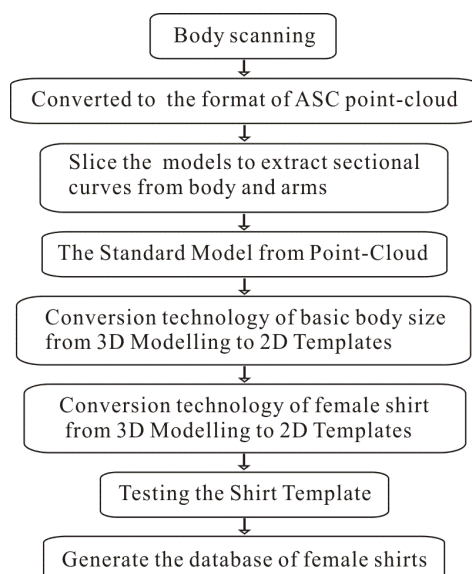 Body scanning
Converted to the format of ASC point-cloud
Slice the models to extract sectional
curves from body and arms
The Standard Model from Point-Cloud
Conversion technology of basic body size
from 3D Modelling to 2D Templates
Conversion technology of female shirt
from 3D Modelling to 2D Templates
Testing the Shirt Template
Generate the database of female shirts